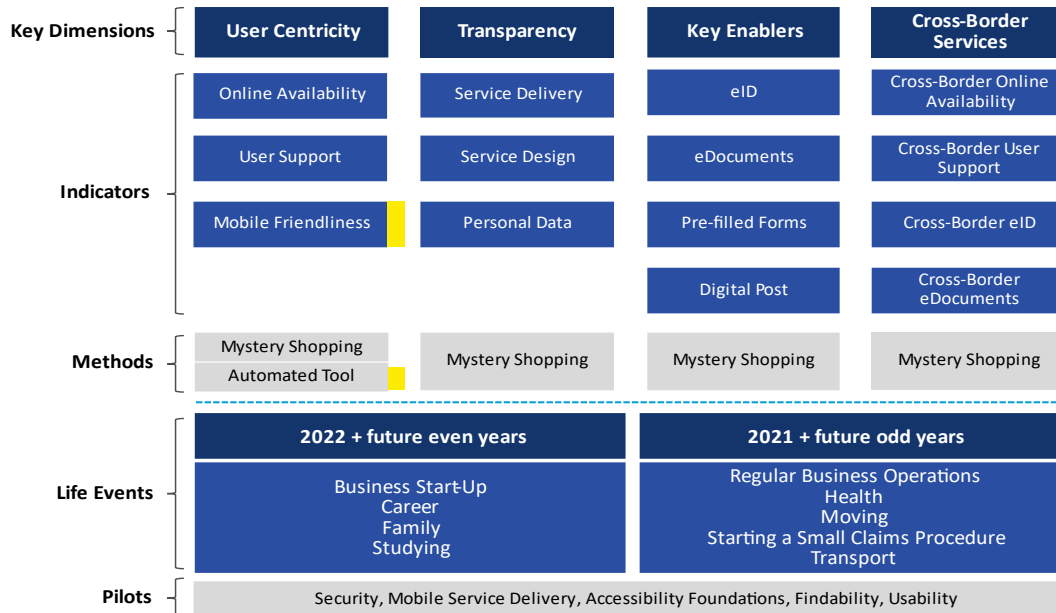 Key Dimensions
User Centricity
Transparency
Key Enablers
Cross-Border
Services
Indicators
Online Availability
Service Delivery
eID
Cross-Border Online
Availability
User Support
Service Design
eDocuments
Cross-Border User
Support
Mobile Friendliness
Personal Data
Pre-filled Forms
Cross-Border eID
Digital Post
Cross-Border
eDocuments
Methods
Mystery Shopping
Automated Tool
Mystery Shopping
Mystery Shopping
Mystery Shopping
Life Events
2022 + future even years
Business Start-Up
Career
Family
Studying
2021 + future odd years
Regular Business Operations
Health
Moving
Starting a Small Claims Procedure
Transport
Pilots
Security, Mobile Service Delivery, Accessibility Foundations, Findability, Usability